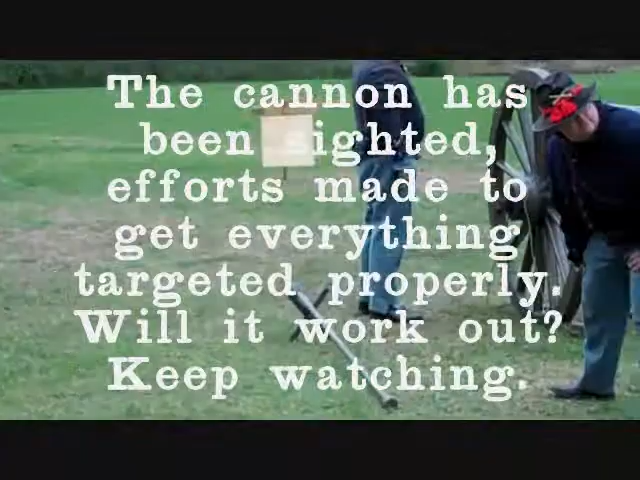 The cannon has
been sighted,
efforts made to
get everything
targeted properly.
Will it work out?
Keep watching.